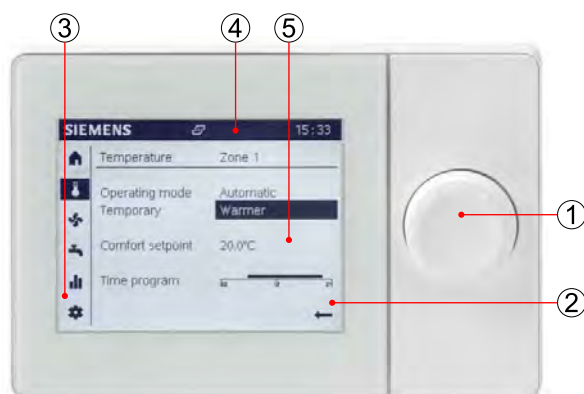 ③ ④ ⑤
SIEMENS 15:33
Temperature Zone 1
Operating mode Automatic
Temporary Warmer
①
Comfort setpoint 20.0°C
Time program
②